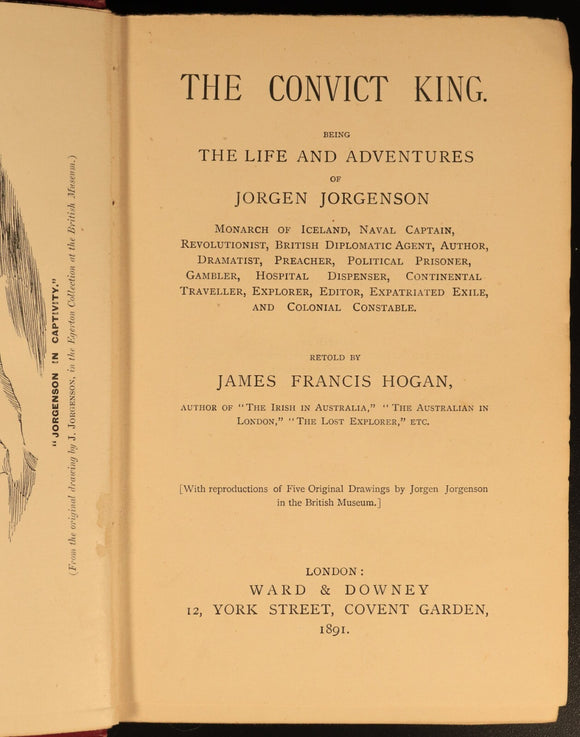 "JORGENSON IN CAPTIVITY."
(From the original drawing by J. JORGENSON, in the Egerton Collection at the British Museum.)
THE CONVICT KING.
BEING
THE LIFE AND ADVENTURES
OF
JORGEN JORGENSON
MONARCH OF ICELAND, NAVAL CAPTAIN,
REVOLUTIONIST, BRITISH DIPLOMATIC AGENT, AUTHOR,
DRAMATIST, PREACHER, POLITICAL PRISONER,
GAMBLER, HOSPITAL DISPENSER, CONTINENTAL
TRAVELLER, EXPLORER, EDITOR, EXPATRIATED EXILE,
AND COLONIAL CONSTABLE.
RETOLD BY
JAMES FRANCIS HOGAN,
AUTHOR OF "THE IRISH IN AUSTRALIA," "THE AUSTRALIAN IN
LONDON," "THE LOST EXPLORER," ETC.
[With reproductions of Five Original Drawings by Jorgen Jorgenson
in the British Museum.]
LONDON:
WARD & DOWNEY
12, YORK STREET, COVENT GARDEN,
1891.